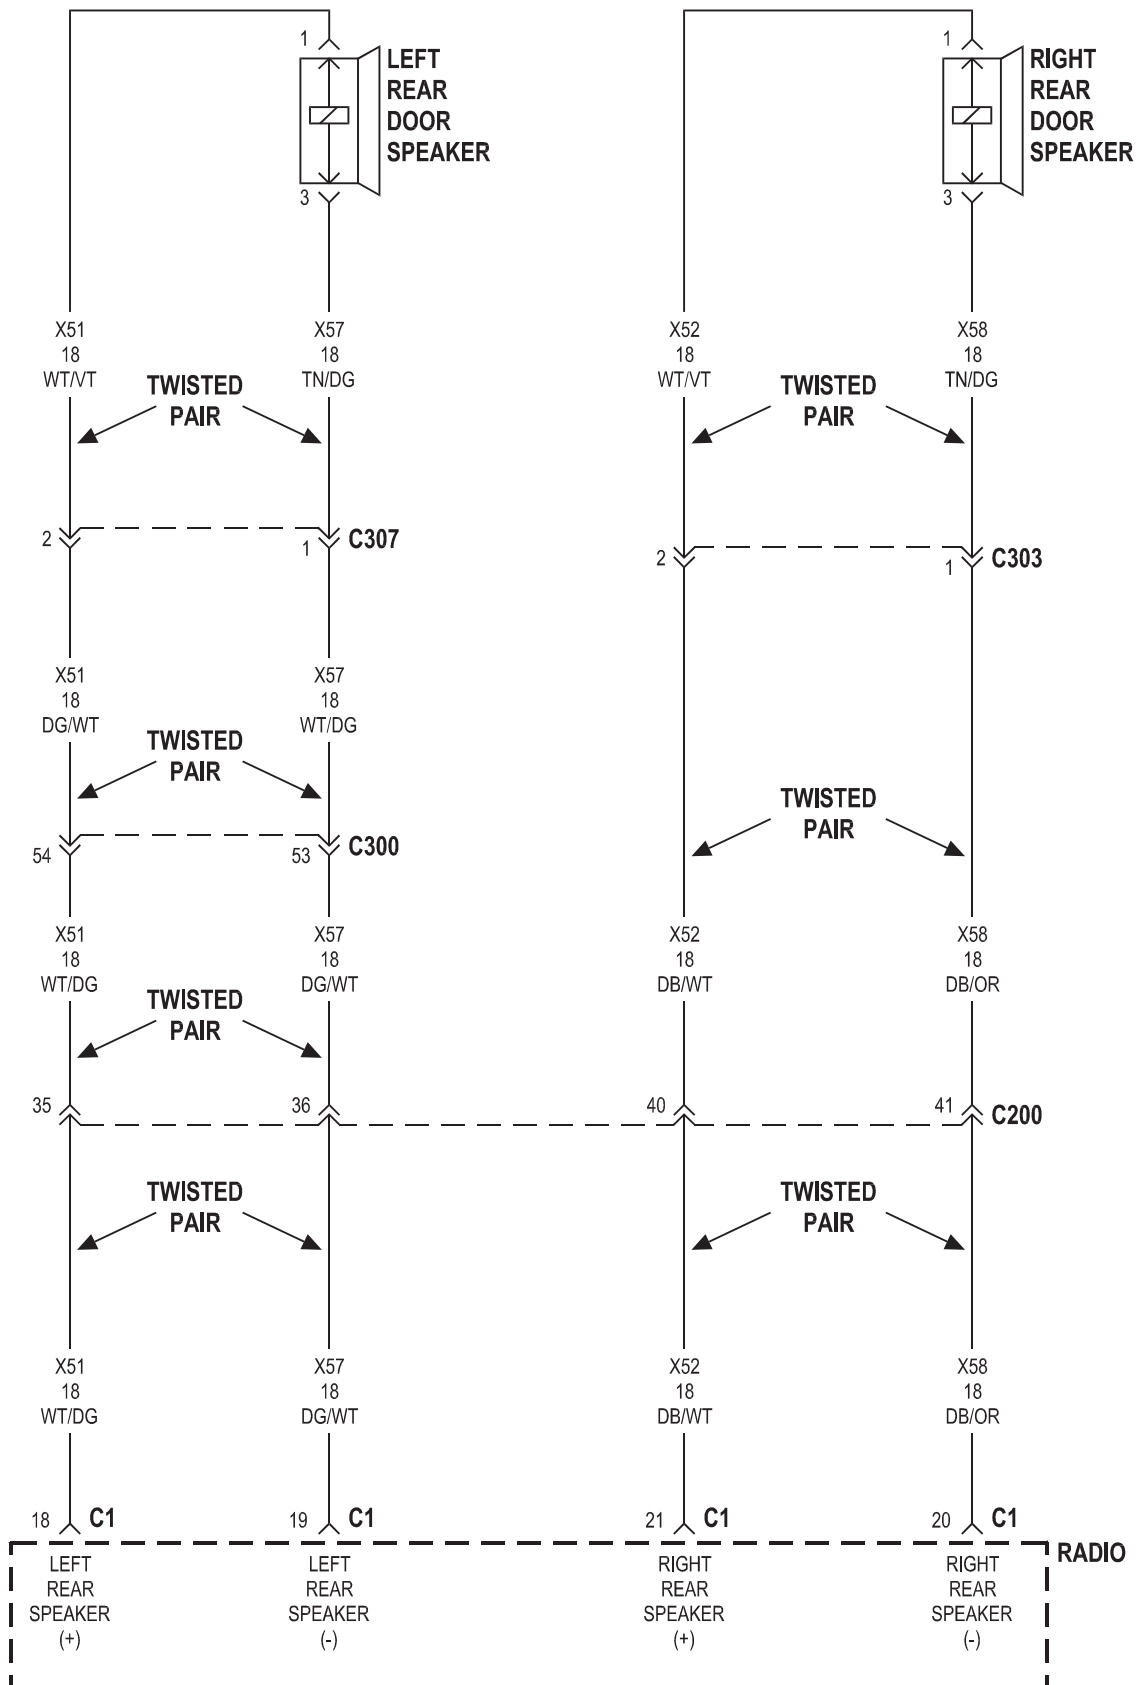 1
LEFT
REAR
DOOR
SPEAKER
3
1
RIGHT
REAR
DOOR
SPEAKER
3
X51
18
WT/VT
X57
18
TN/DG
X52
18
WT/VT
X58
18
TN/DG
TWISTED
PAIR
TWISTED
PAIR
2
1
C307
2
1
C303
X51
18
DG/WT
X57
18
WT/DG
TWISTED
PAIR
TWISTED
PAIR
54
53
C300
X51
18
WT/DG
X57
18
DG/WT
X52
18
DB/WT
X58
18
DB/OR
TWISTED
PAIR
35
36
40
41
C200
TWISTED
PAIR
TWISTED
PAIR
X51
18
WT/DG
X57
18
DG/WT
X52
18
DB/WT
X58
18
DB/OR
18
C1
19
C1
21
C1
20
C1
RADIO
LEFT
REAR
SPEAKER
(+)
LEFT
REAR
SPEAKER
(-)
RIGHT
REAR
SPEAKER
(+)
RIGHT
REAR
SPEAKER
(-)